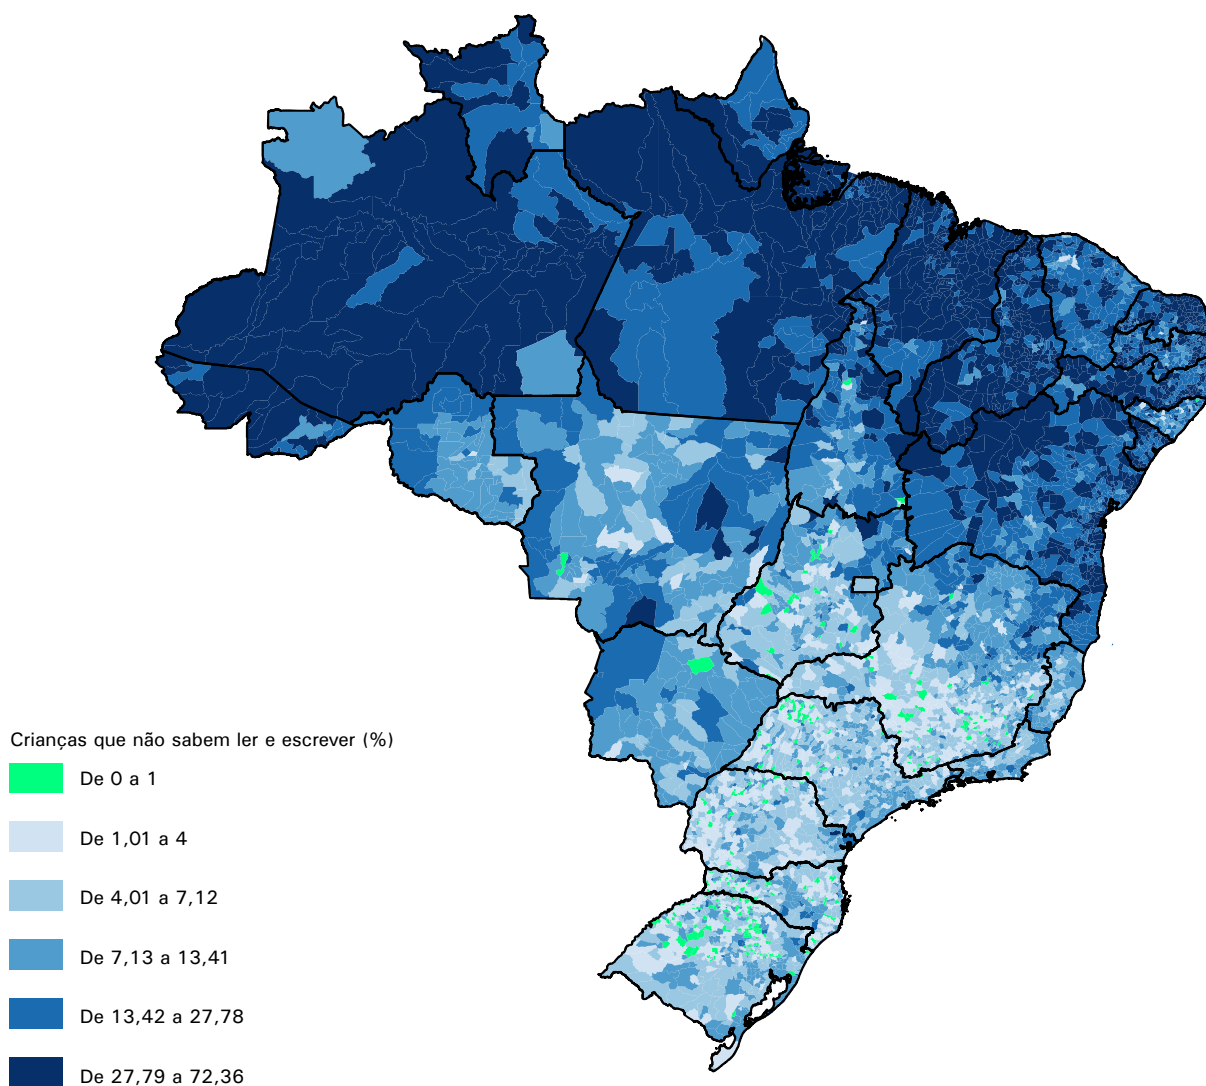 Crianças que não sabem ler e escrever (%)
De 0 a 1
De 1,01 a 4
De 4,01 a 7,12
De 7,13 a 13,41
De 13,42 a 27,78
De 27,79 a 72,36